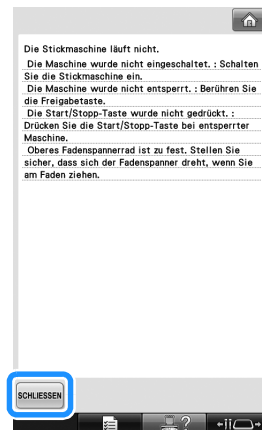 Die Stickmaschine läuft nicht.
Die Maschine wurde nicht eingeschaltet. : Schalten
Sie die Stickmaschine ein.
Die Maschine wurde nicht entsperrt. : Berühren Sie
die Freigabetaste.
Die Start/Stopp-Taste wurde nicht gedrückt. :
Drücken Sie die Start/Stopp-Taste bei entsperrter
Maschine.
Oberes Fadenspannerrad ist zu fest. Stellen Sie
sicher, dass sich der Fadenspanner dreht, wenn Sie
am Faden ziehen.
SCHLIESSEN
?